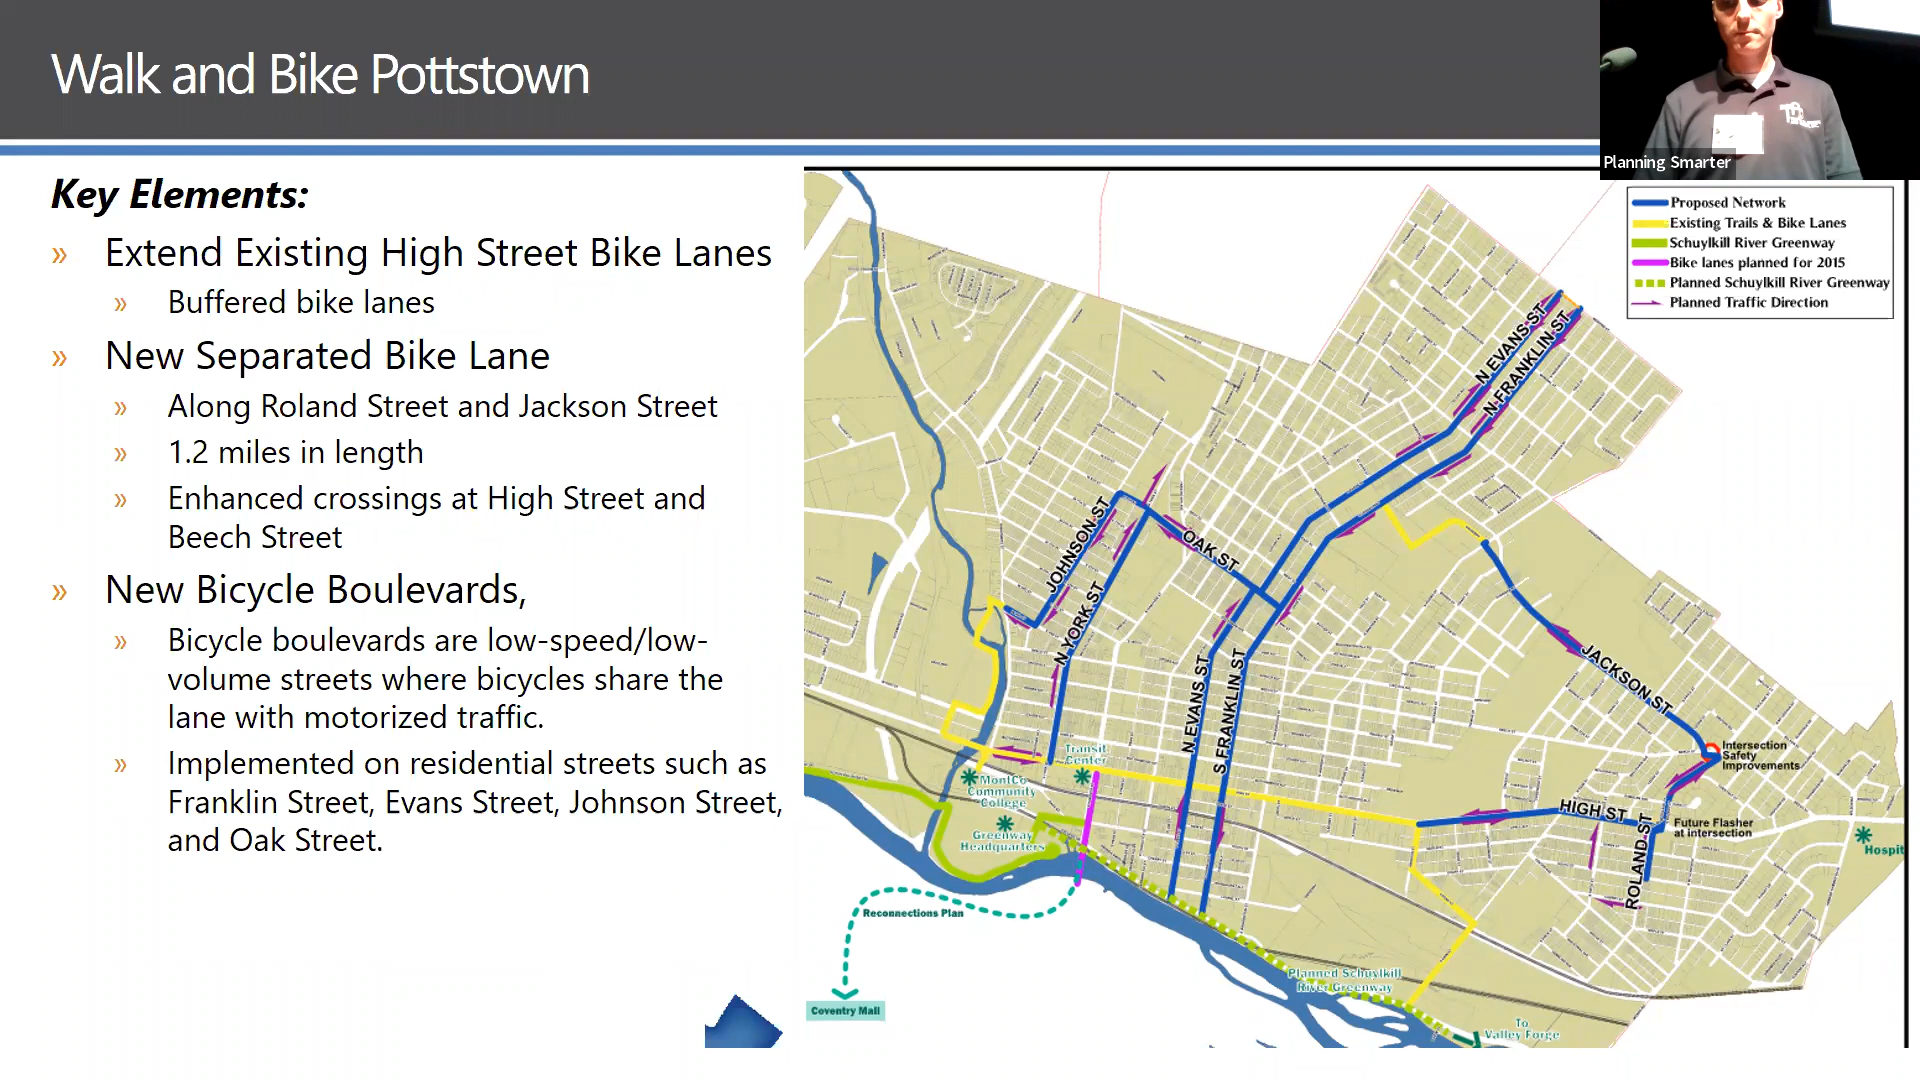 Walk and Bike Pottstown
Planning Smarter
Key Elements:
» Extend Existing High Street Bike Lanes
» Buffered bike lanes
» New Separated Bike Lane
» Along Roland Street and Jackson Street
» 1.2 miles in length
» Enhanced crossings at High Street and
Beech Street
» New Bicycle Boulevards,
» Bicycle boulevards are low-speed/low-
volume streets where bicycles share the
lane with motorized traffic.
» Implemented on residential streets such as
Franklin Street, Evans Street, Johnson Street,
and Oak Street.
Proposed Network
Existing Trails & Bike Lanes
Schuylkill River Greenway
Bike lanes planned for 2015
Planned Schuylkill River Greenway
Planned Traffic Direction
N EVANS ST
N FRANKLIN ST
JOHNSON ST
OAK ST
N YORK ST
N EVANS ST
S FRANKLIN ST
JACKSON ST
Intersection
Safety
Improvements
HIGH ST
ROLAND ST
Future Flasher
at intersection
Hospit
Transit
Center
MontCo
Community
College
Greenway
Headquarters
Reconnections Plan
Coventry Mall
Planned Schuylkill
River Greenway
To
Valley Forge